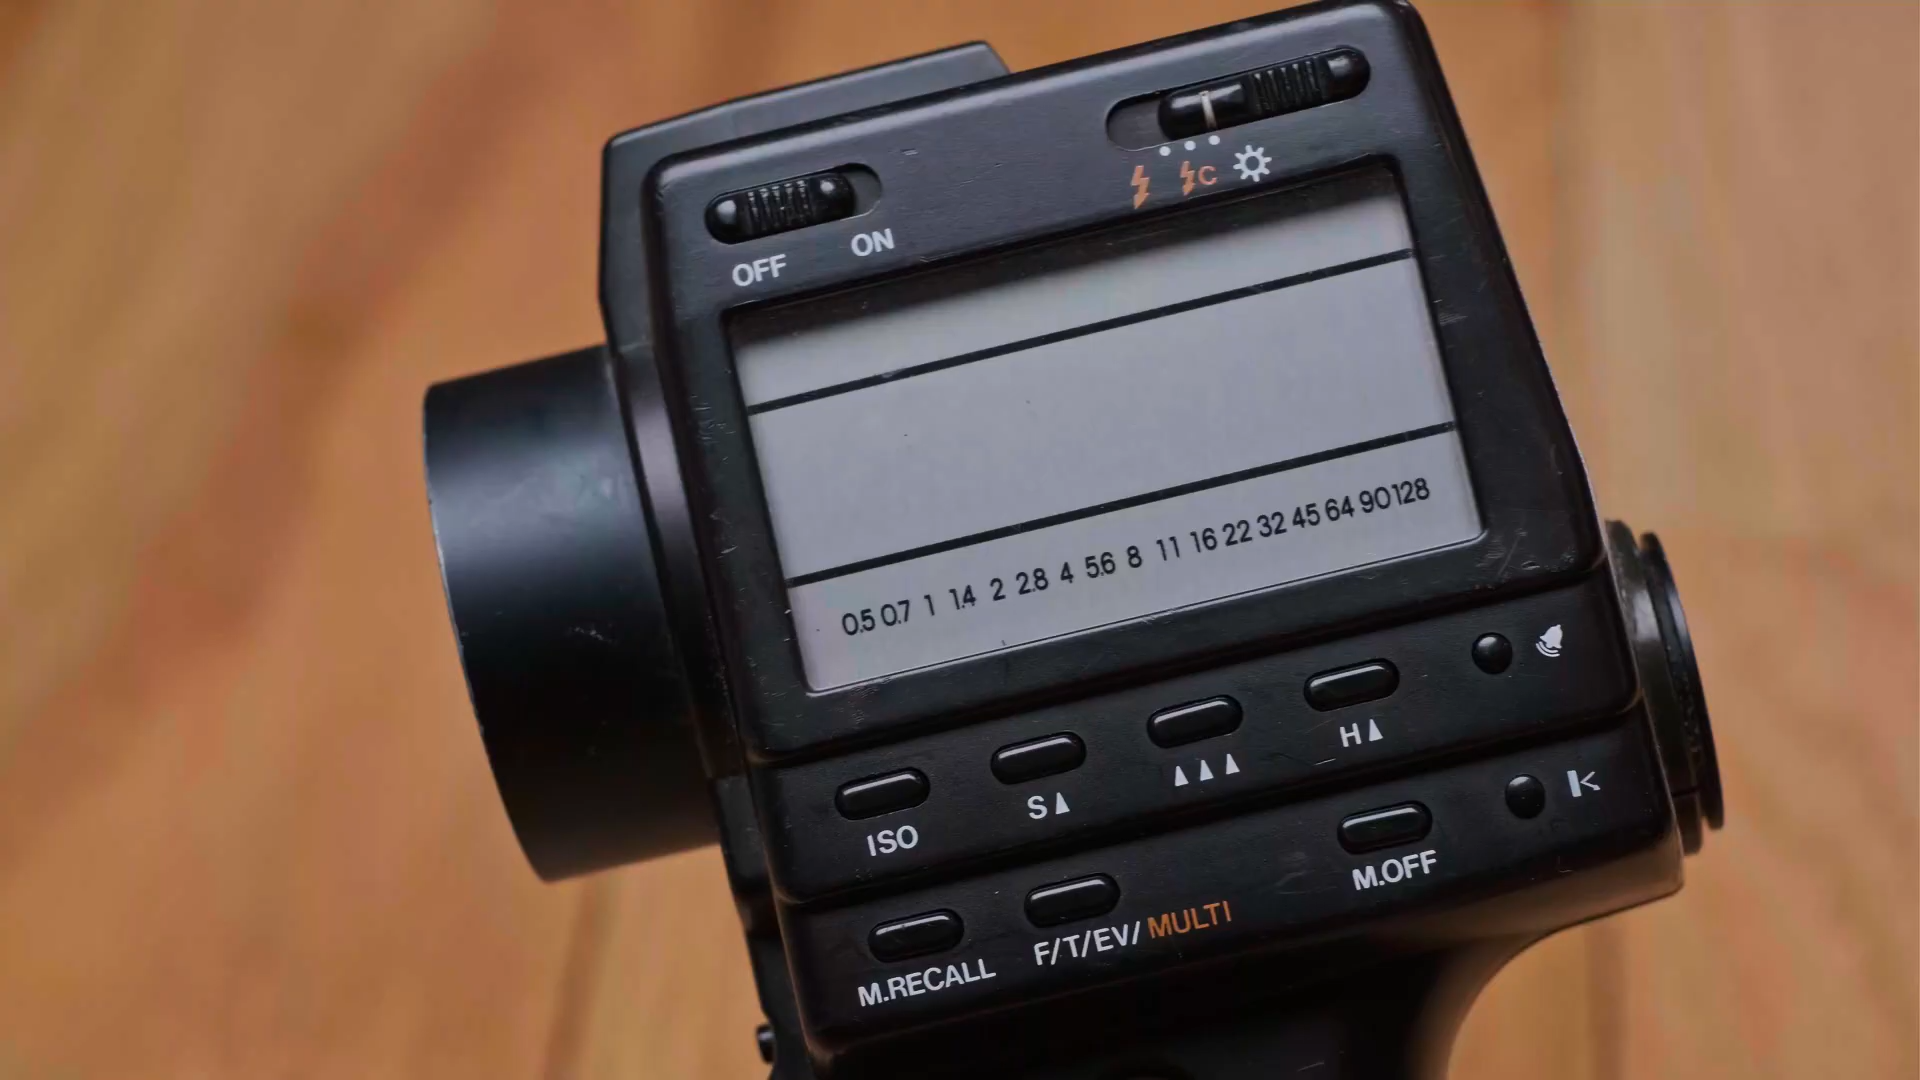 C
OFF ON
0.5 0.7 1 1.4 2 2.8 4 5.6 8 11 16 22 32 45 64 90 128
ISO S H
M.RECALL F/T/EV/MULTI M.OFF